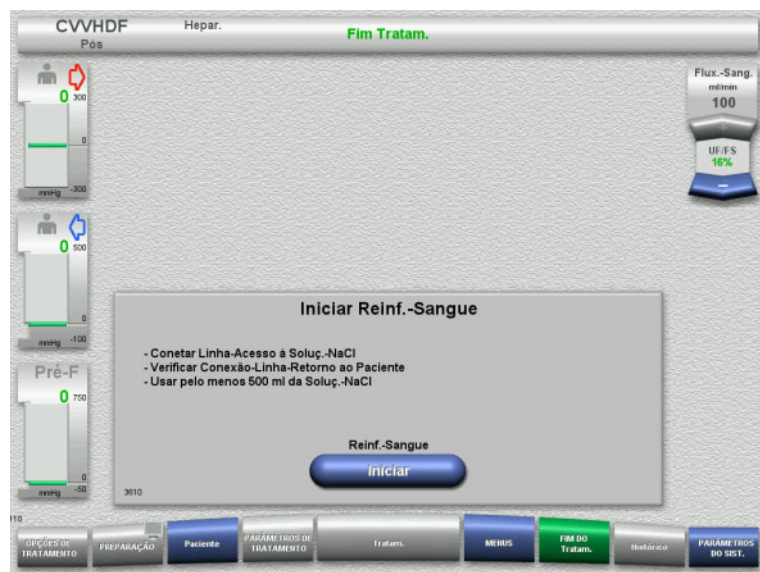 CVVHDF
Pós
Hepar.
Fim Tratam.
0
300
0
-300
mmHg
0
500
0
-100
mmHg
Pré-F
0
750
0
-50
mmHg
Flux.-Sang.
ml/min
100
+
UF/FS
16%
-
Iniciar Reinf.-Sangue
- Conetar Linha-Acesso à Soluç.-NaCl
- Verificar Conexão-Linha-Retorno ao Paciente
- Usar pelo menos 500 ml da Soluç.-NaCl
Reinf.-Sangue
Iniciar
3610
OPÇÕES DE
TRATAMENTO
PREPARAÇÃO
Paciente
PARÂMETROS DE
TRATAMENTO
Tratam.
MENUS
FIM DO
Tratam.
Histórico
PARÂMETROS
DO SIST.